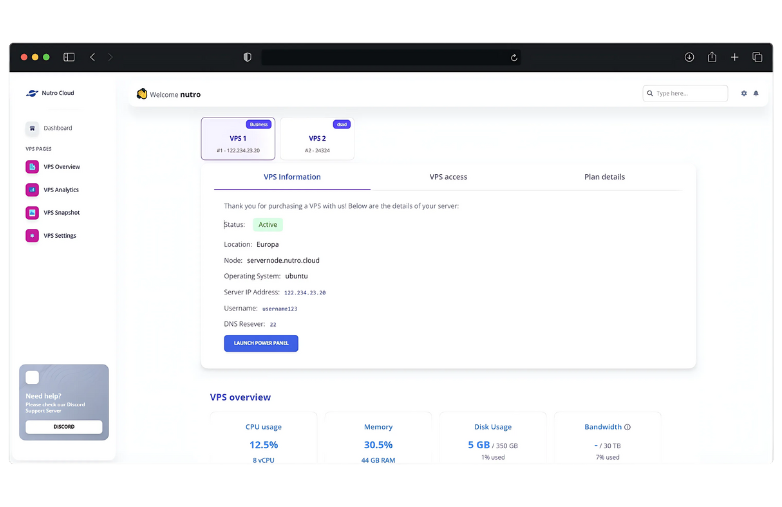 Nutro Cloud
Welcome nutro
Type here...
Dashboard
VPS PAGES
VPS Overview
VPS Analytics
VPS Snapshot
VPS Settings
Need help?
Please check our Discord
Support Server
DISCORD
Business
VPS 1
#1 - 122.234.23.20
dsad
VPS 2
#2 - 24324
VPS Information
VPS access
Plan details
Thank you for purchasing a VPS with us! Below are the details of your server:
Status: Active
Location: Europa
Node: servernode.nutro.cloud
Operating System: ubuntu
Server IP Address: 122.234.23.20
Username: username123
DNS Resever: 22
LAUNCH POWER PANEL
VPS overview
CPU usage
12.5%
8 vCPU
Memory
30.5%
44 GB RAM
Disk Usage
5 GB / 350 GB
1% used
Bandwidth
~ / 30 TB
7% used